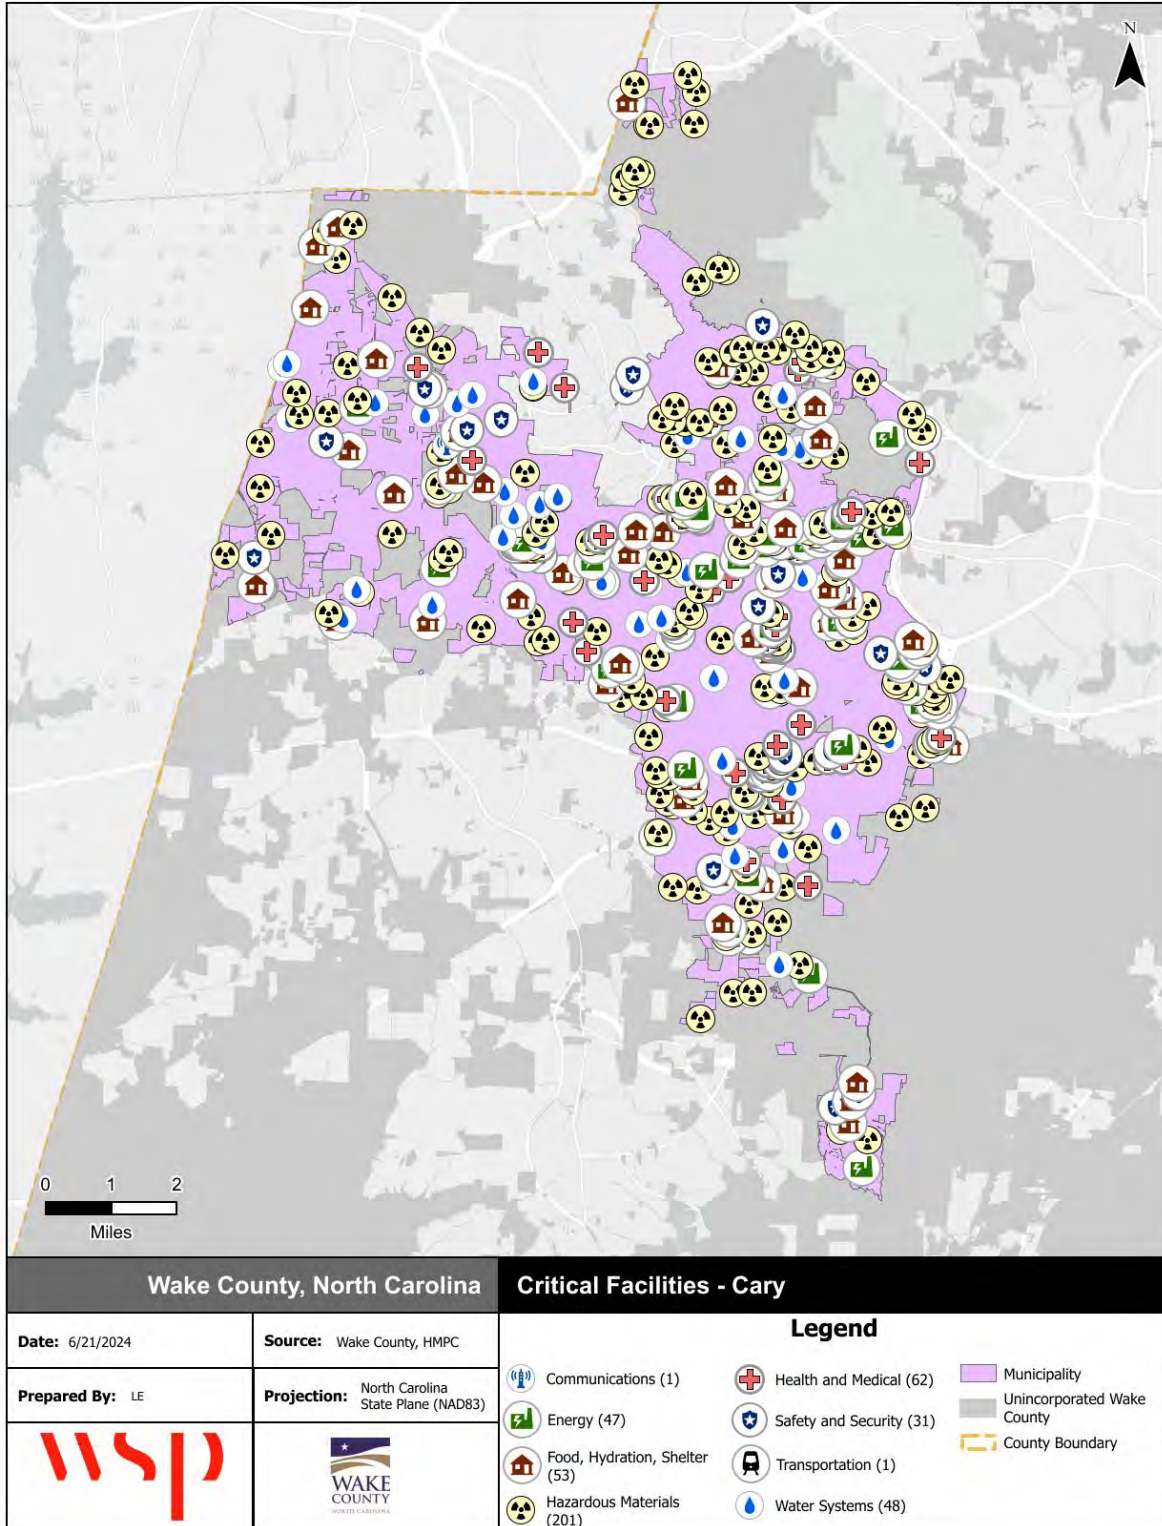 N
0 1 2
Miles
Wake County, North Carolina
Critical Facilities - Cary
Date: 6/21/2024
Source: Wake County, HMPC
Prepared By: LE
Projection: North Carolina
State Plane (NAD83)
wsp
WAKE
COUNTY
NORTH CAROLINA
Legend
Communications (1)
Energy (47)
Food, Hydration, Shelter
(53)
Hazardous Materials
(201)
Health and Medical (62)
Safety and Security (31)
Transportation (1)
Water Systems (48)
Municipality
Unincorporated Wake
County
County Boundary